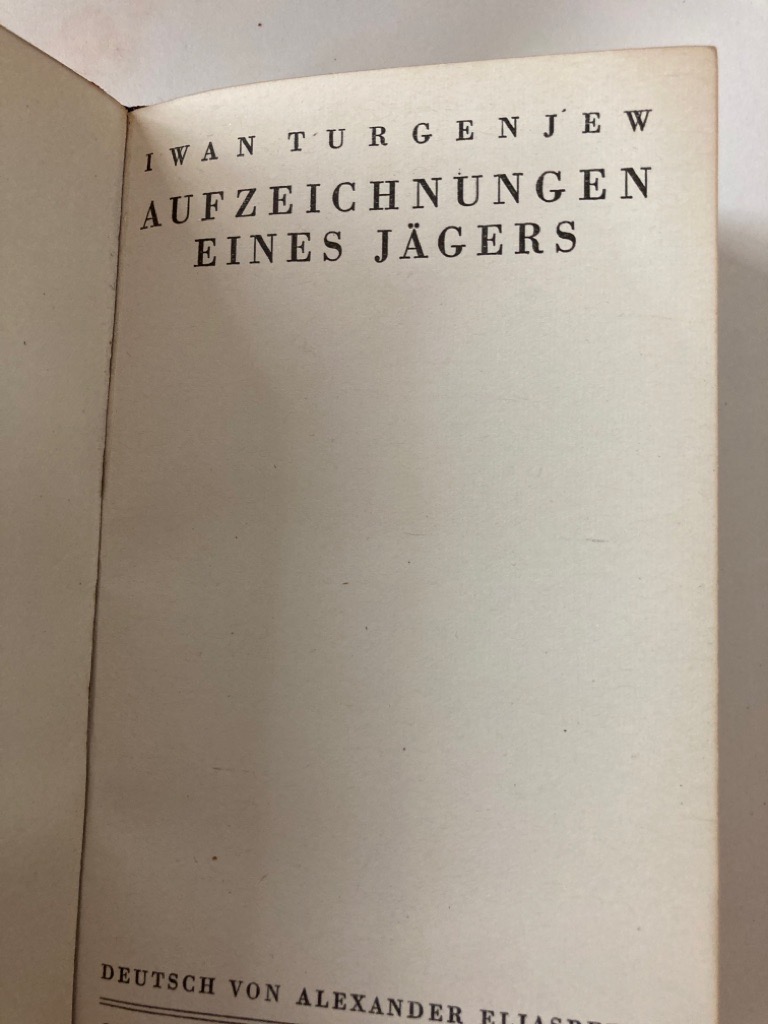 IWAN TURGENJEW
AUFZEICHNUNGEN
EINES JÄGERS
DEUTSCH VON ALEXANDER